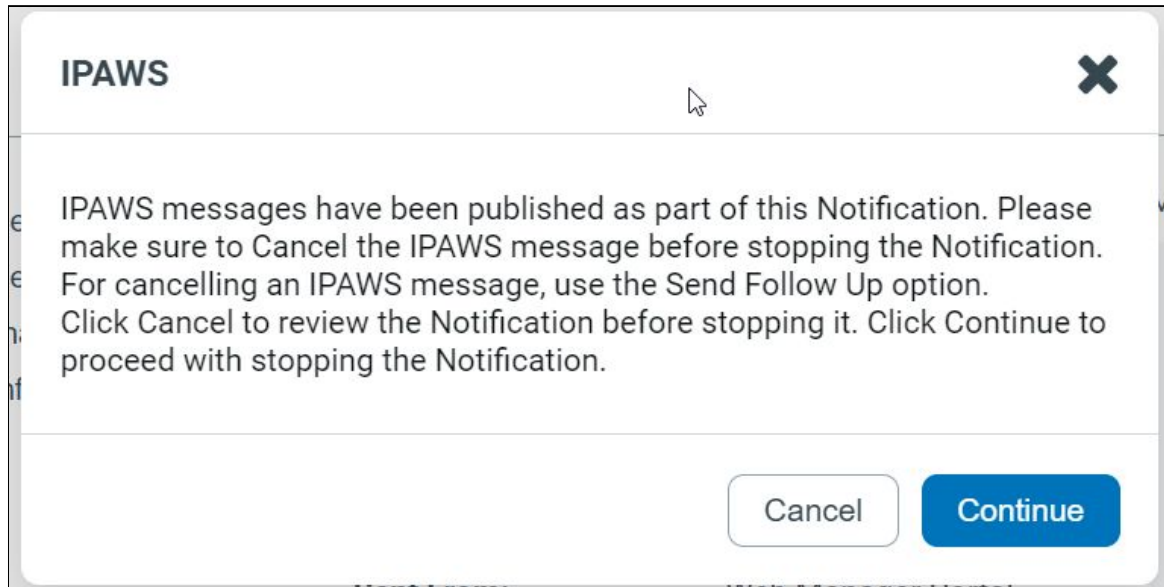 IPAWS
IPAWS messages have been published as part of this Notification. Please
make sure to Cancel the IPAWS message before stopping the Notification.
For cancelling an IPAWS message, use the Send Follow Up option.
Click Cancel to review the Notification before stopping it. Click Continue to
proceed with stopping the Notification.
Cancel Continue